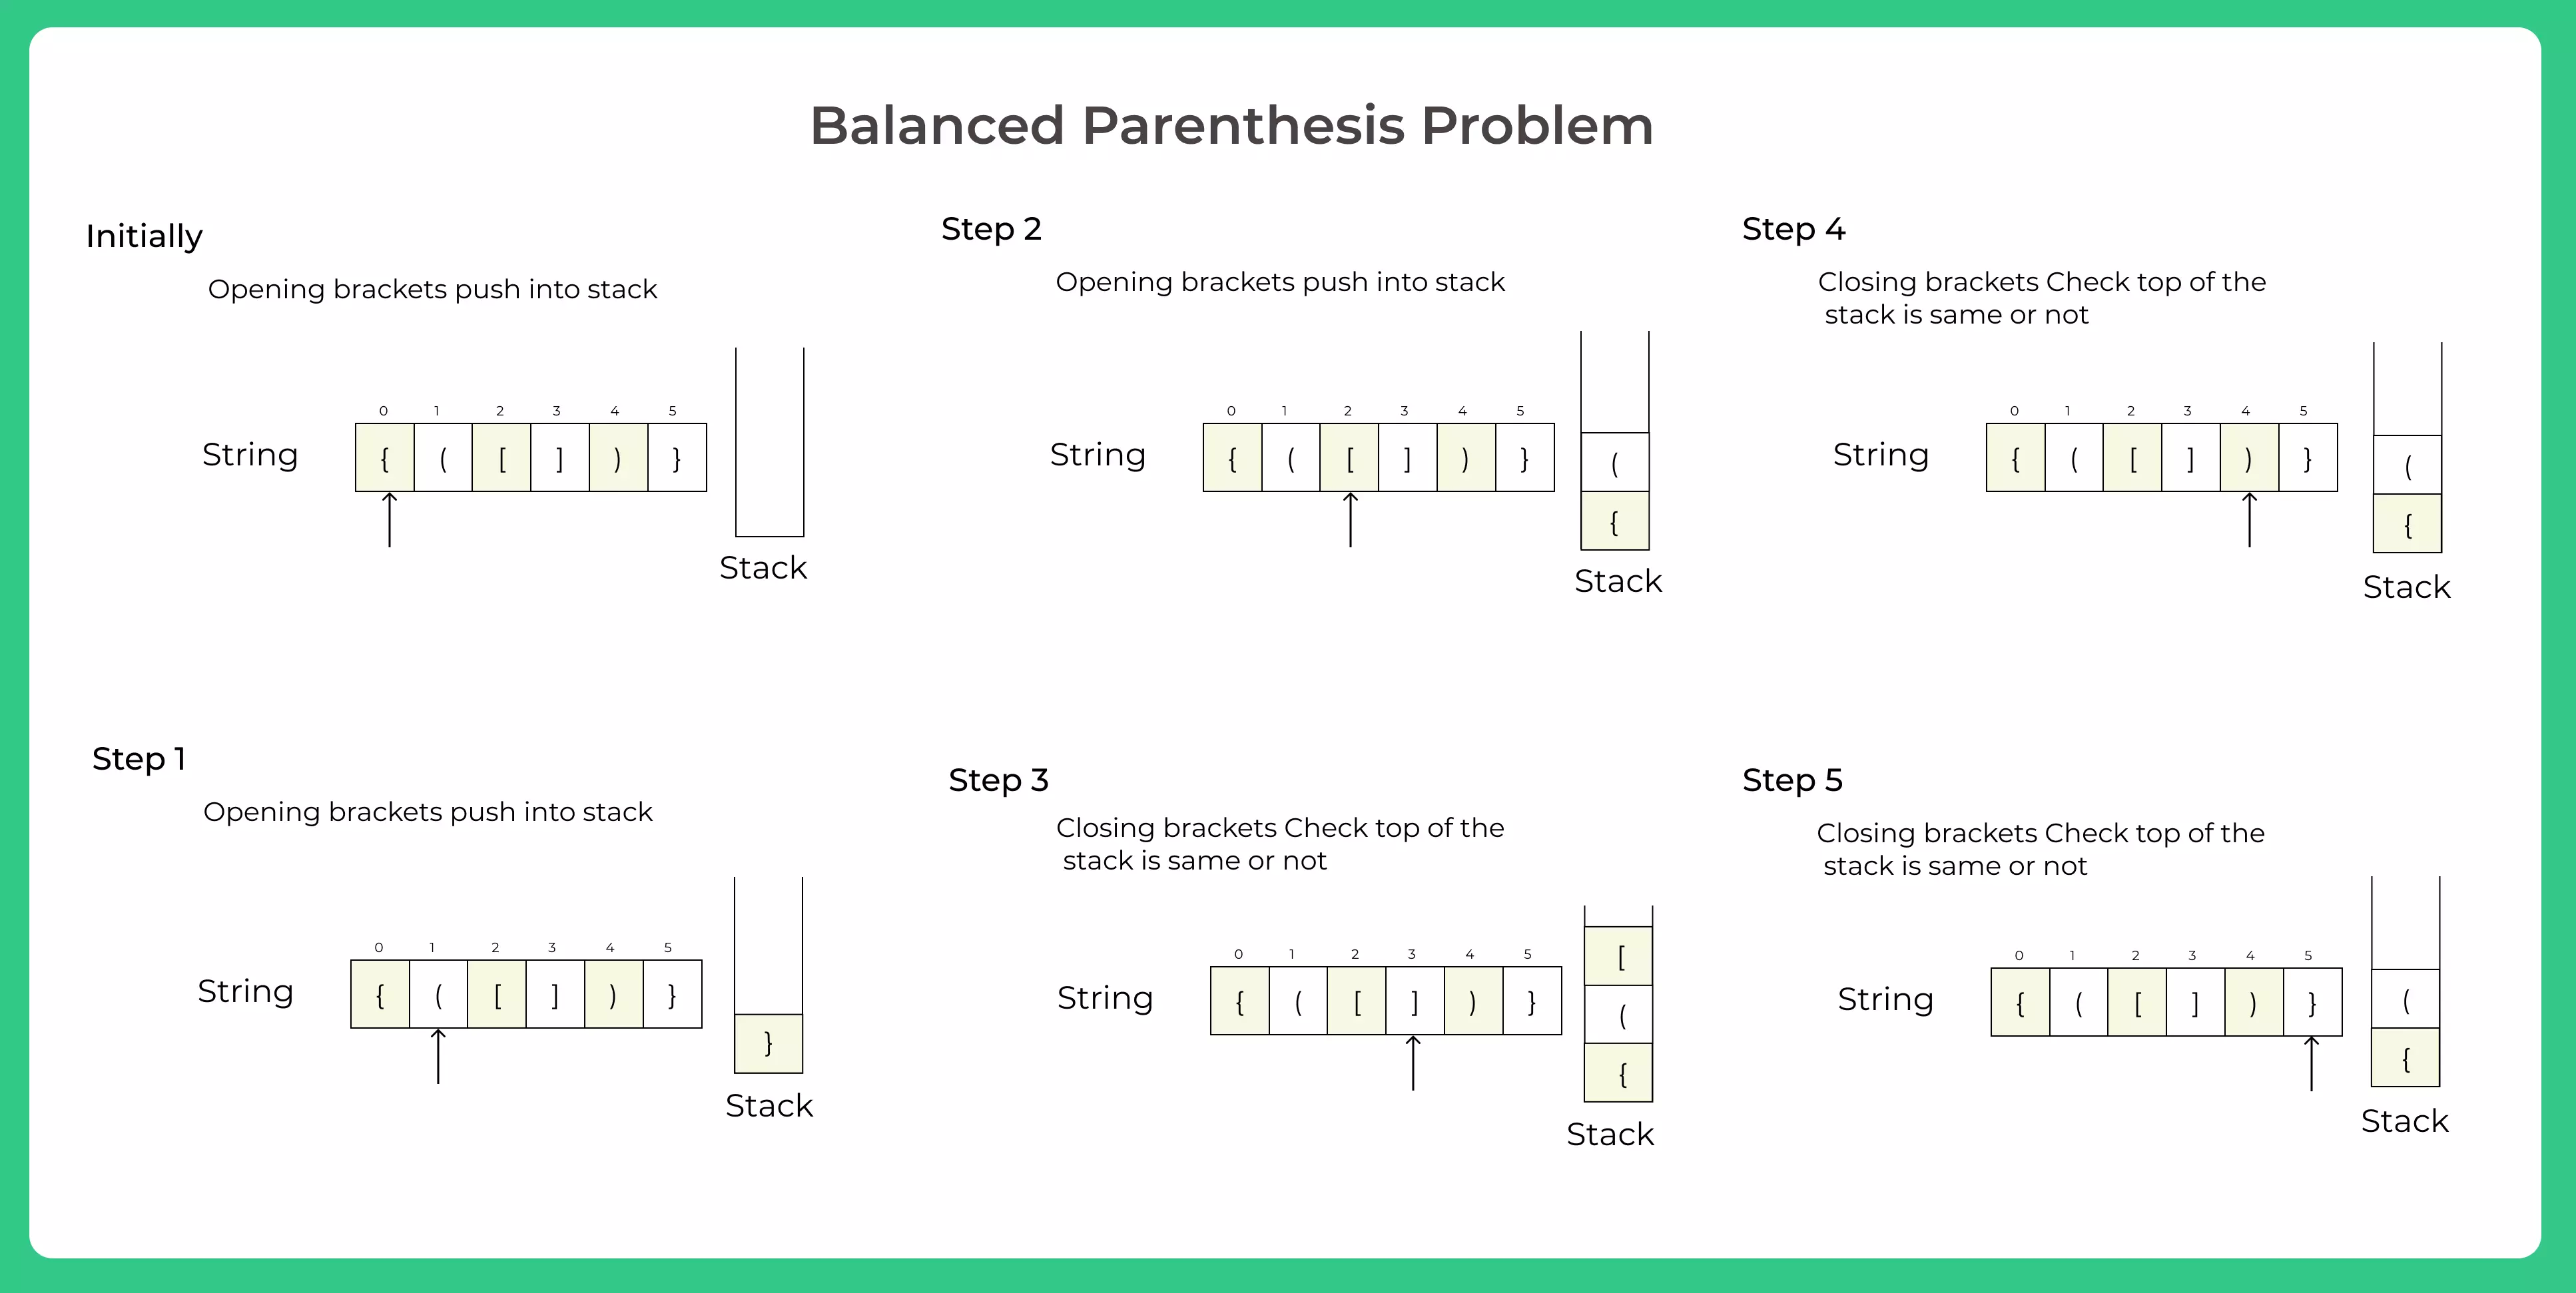 Balanced Parenthesis Problem
Initially
Opening brackets push into stack
0 1 2 3 4 5
String { ( [ ] ) }
Stack
Step 1
Opening brackets push into stack
0 1 2 3 4 5
String { ( [ ] ) }
}
Stack
Step 2
Opening brackets push into stack
0 1 2 3 4 5
String { ( [ ] ) }
(
{
Stack
Step 3
Closing brackets Check top of the
stack is same or not
0 1 2 3 4 5
String { ( [ ] ) }
[
(
{
Stack
Step 4
Closing brackets Check top of the
stack is same or not
0 1 2 3 4 5
String { ( [ ] ) }
(
{
Stack
Step 5
Closing brackets Check top of the
stack is same or not
0 1 2 3 4 5
String { ( [ ] ) }
(
{
Stack